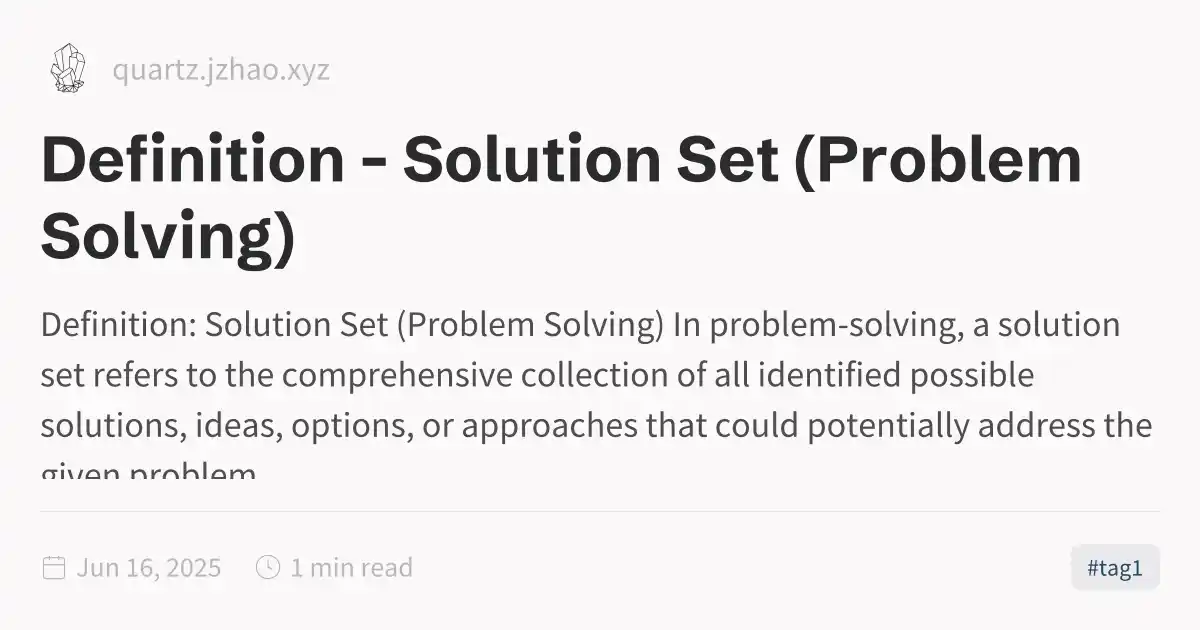 quartz.jzhao.xyz
Definition - Solution Set (Problem
Solving)
Definition: Solution Set (Problem Solving) In problem-solving, a solution
set refers to the comprehensive collection of all identified possible
solutions, ideas, options, or approaches that could potentially address the
given problem
Jun 16, 2025
1 min read
#tag1